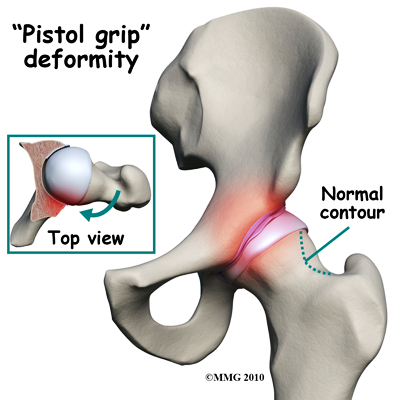 “Pistol grip”
deformity
Normal
contour
Top view
©MMG 2010